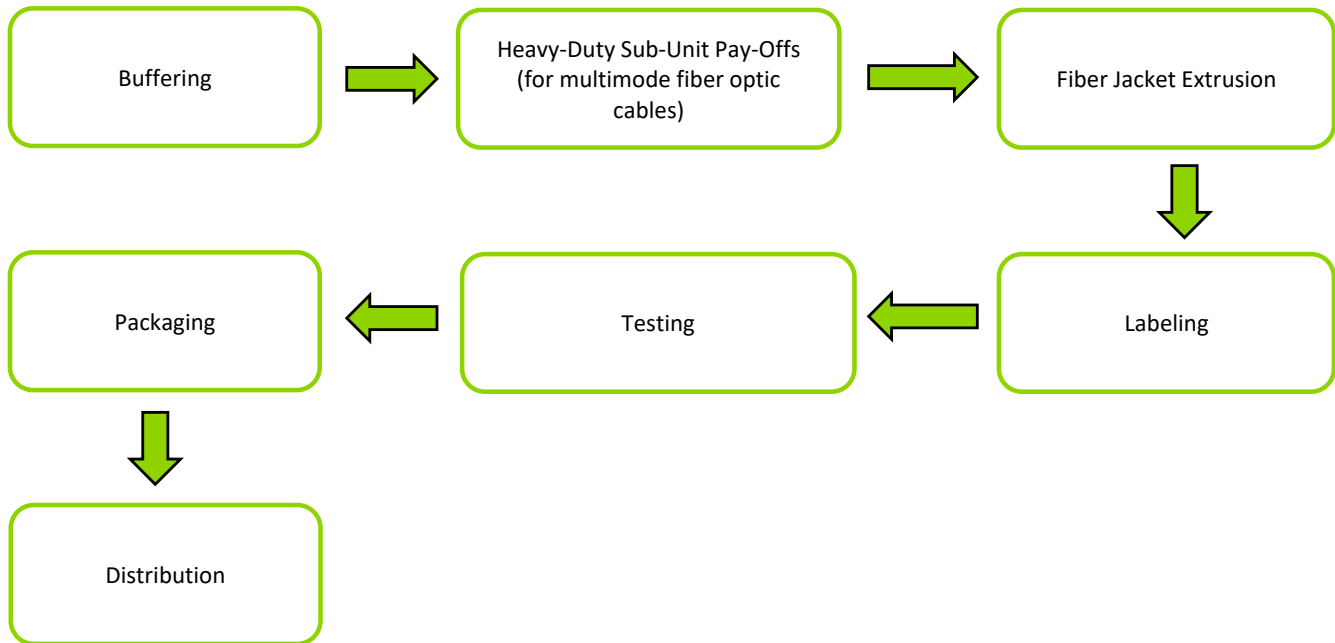 Buffering
Heavy-Duty Sub-Unit Pay-Offs
(for multimode fiber optic
cables)
Fiber Jacket Extrusion
Labeling
Testing
Packaging
Distribution